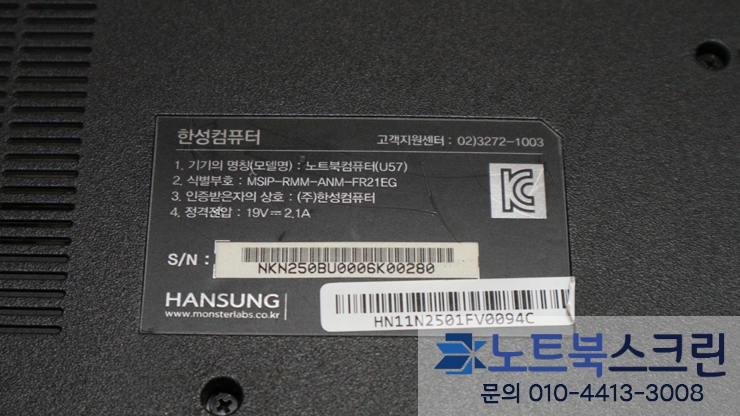 한성컴퓨터
고객지원센터 : 02)3272-1003
1. 기기의 명칭(모델명) : 노트북컴퓨터(U57)
2. 식별부호 : MSIP-RMM-ANM-FR21EG
3. 인증받은자의 상호 : (주)한성컴퓨터
4. 정격전압 : 19V⎓2.1A
S/N :
NKN250BU0006K00280
HANSUNG
www.monsterlabs.co.kr
HN11N2501FV0094C
노트북스크린
문의 010-4413-3008